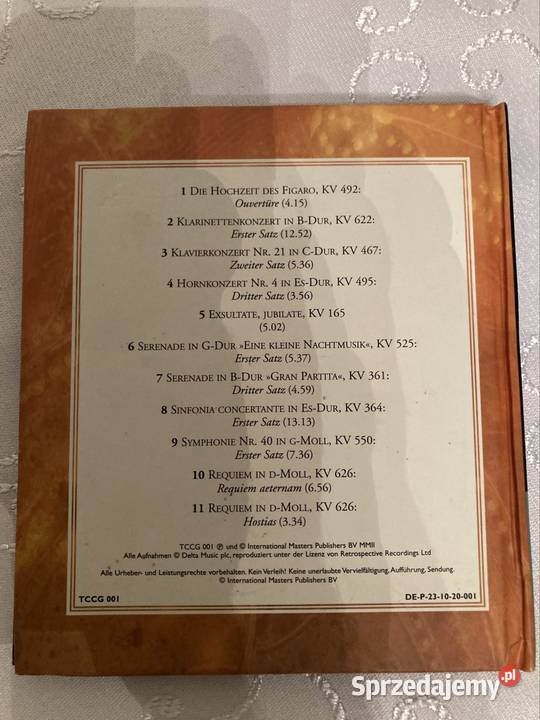 1 Die Hochzeit des Figaro, KV 492:
Ouvertüre (4.15)
2 Klarinettenkonzert in B-Dur, KV 622:
Erster Satz (12.52)
3 Klavierkonzert Nr. 21 in C-Dur, KV 467:
Zweiter Satz (5.36)
4 Hornkonzert Nr. 4 in Es-Dur, KV 495:
Dritter Satz (3.56)
5 Exsultate, jubilate, KV 165
(5.02)
6 Serenade in G-Dur »Eine kleine Nachtmusik«, KV 525:
Erster Satz (5.37)
7 Serenade in B-Dur »Gran Partita«, KV 361:
Dritter Satz (4.59)
8 Sinfonia concertante in Es-Dur, KV 364:
Erster Satz (13.13)
9 Symphonie Nr. 40 in g-Moll, KV 550:
Erster Satz (7.36)
10 Requiem in d-Moll, KV 626:
Requiem aeternam (6.56)
11 Requiem in d-Moll, KV 626:
Hostias (3.34)
TCCG 001 ℗ und © International Masters Publishers BV MMII
Alle Aufnahmen © Delta Music plc, reproduziert unter der Lizenz von Retrospective Recordings Ltd
Alle Urheber- und Leistungsrechte vorbehalten. Kein Verleih! Keine unerlaubte Vervielfältigung, Aufführung, Sendung.
© International Masters Publishers BV
TCCG 001
DE-P-23-10-20-001
Sprzedajemy.pl